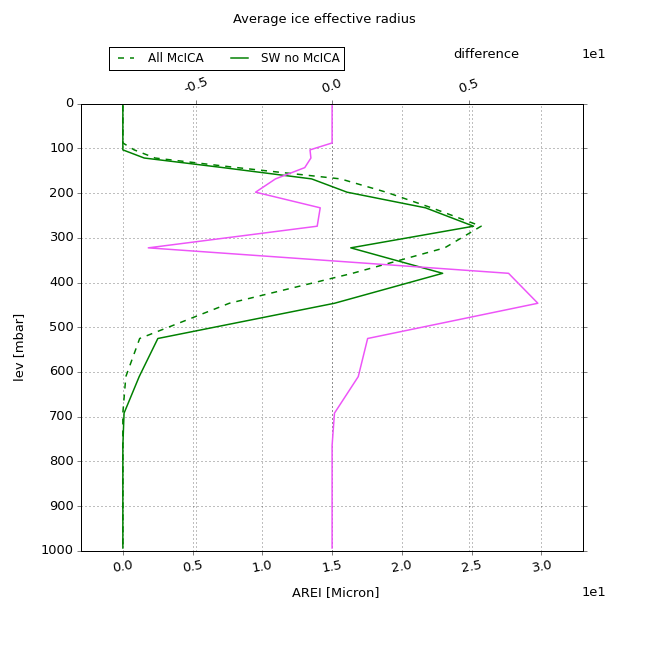 Average ice effective radius
All McICA SW no McICA difference 1e1
-0.5 0.0 0.5
0
100
200
300
400
500
600
700
800
900
1000
lev [mbar]
0.0 0.5 1.0 1.5 2.0 2.5 3.0
AREI [Micron] 1e1